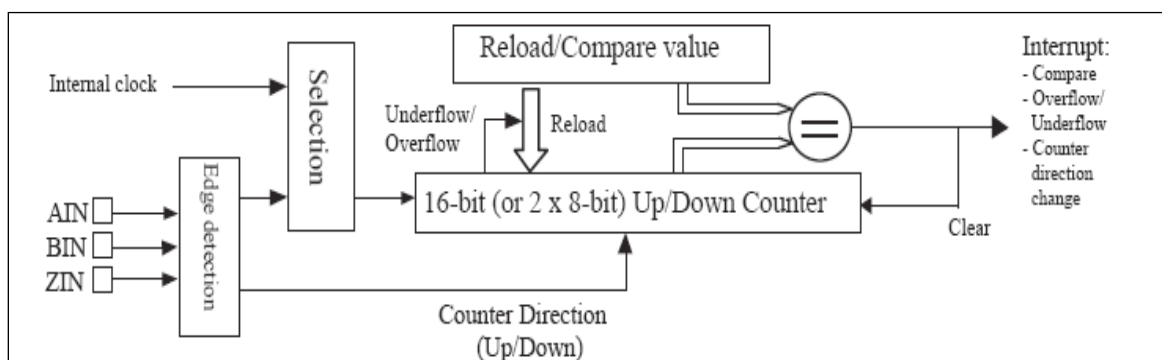 Reload/Compare value
Interrupt:
- Compare
- Overflow/
Underflow
- Counter
direction
change
Internal clock
Selection
Underflow/
Overflow
Reload
=
Edge detection
AIN
BIN
ZIN
16-bit (or 2 x 8-bit) Up/Down Counter
Clear
Counter Direction
(Up/Down)